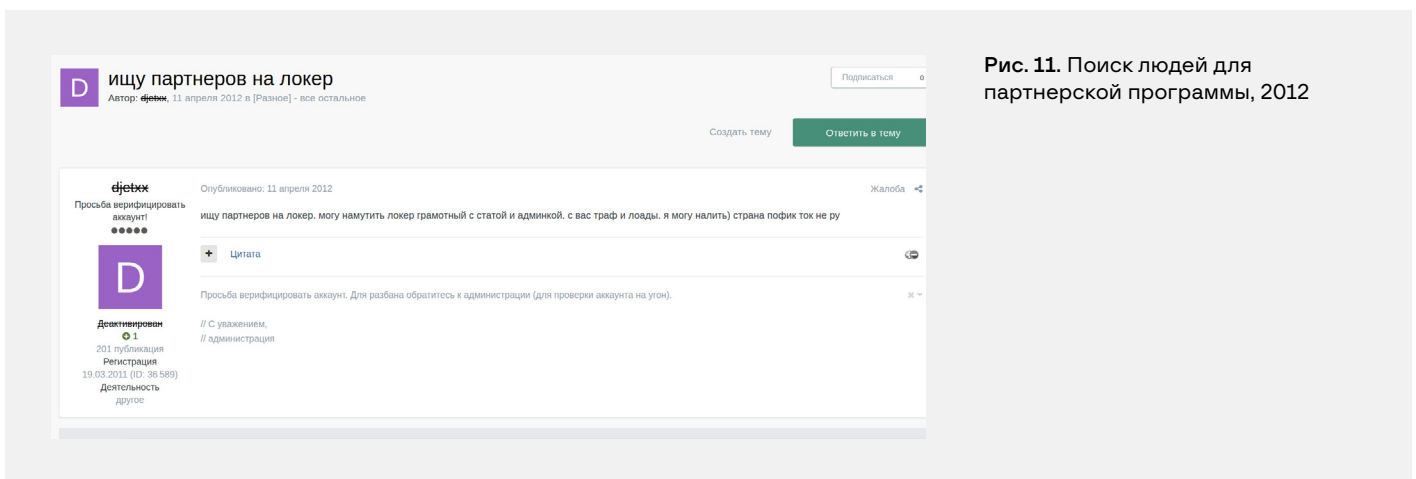 D
ищу партнеров на локер
Автор: djetxx, 11 апреля 2012 в [Разное] - все остальное
Подписаться 0
Создать тему
Ответить в тему
djetxx
Просьба верифицировать
аккаунт!
D
Деактивирован
1
201 публикация
Регистрация
19.03.2011 (ID: 36 589)
Деятельность
другое
Опубликовано: 11 апреля 2012
Жалоба
ищу партнеров на локер. могу намутить локер грамотный с статой и админкой. с вас траф и лоады. я могу налить) страна пофик ток не ру
+ Цитата
Просьба верифицировать аккаунт. Для разбана обратитесь к администрации (для проверки аккаунта на угон).
// С уважением,
// администрация
Рис. 11. Поиск людей для
партнерской программы, 2012